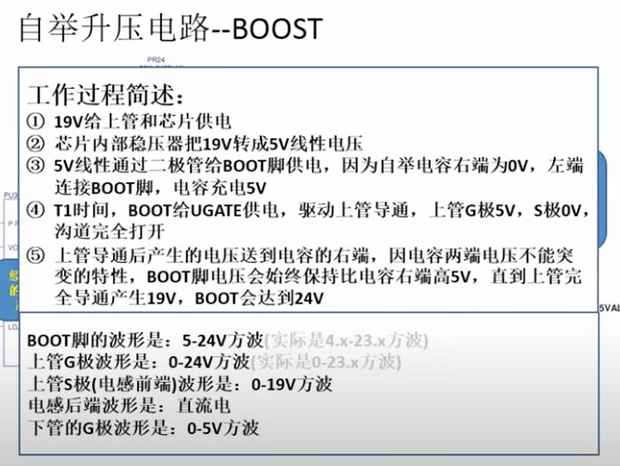 自举升压电路--BOOST
PR24
工作过程简述：
① 19V给上管和芯片供电
② 芯片内部稳压器把19V转成5V线性电压
③ 5V线性通过二极管给BOOT脚供电，因为自举电容右端为0V，左端
连接BOOT脚，电容充电5V
④ T1时间，BOOT给UGATE供电，驱动上管导通，上管G极5V，S极0V，
沟道完全打开
⑤ 上管导通后产生的电压送到电容的右端，因电容两端电压不能突
变的特性，BOOT脚电压会始终保持比电容右端高5V，直到上管完
全导通产生19V，BOOT会达到24V
5VAL
BOOT脚的波形是：5-24V方波(实际是4.x-23.x方波)
上管G极波形是：0-24V方波(实际是0-23.x方波)
上管S极(电感前端)波形是：0-19V方波
电感后端波形是：直流电
下管的G极波形是：0-5V方波